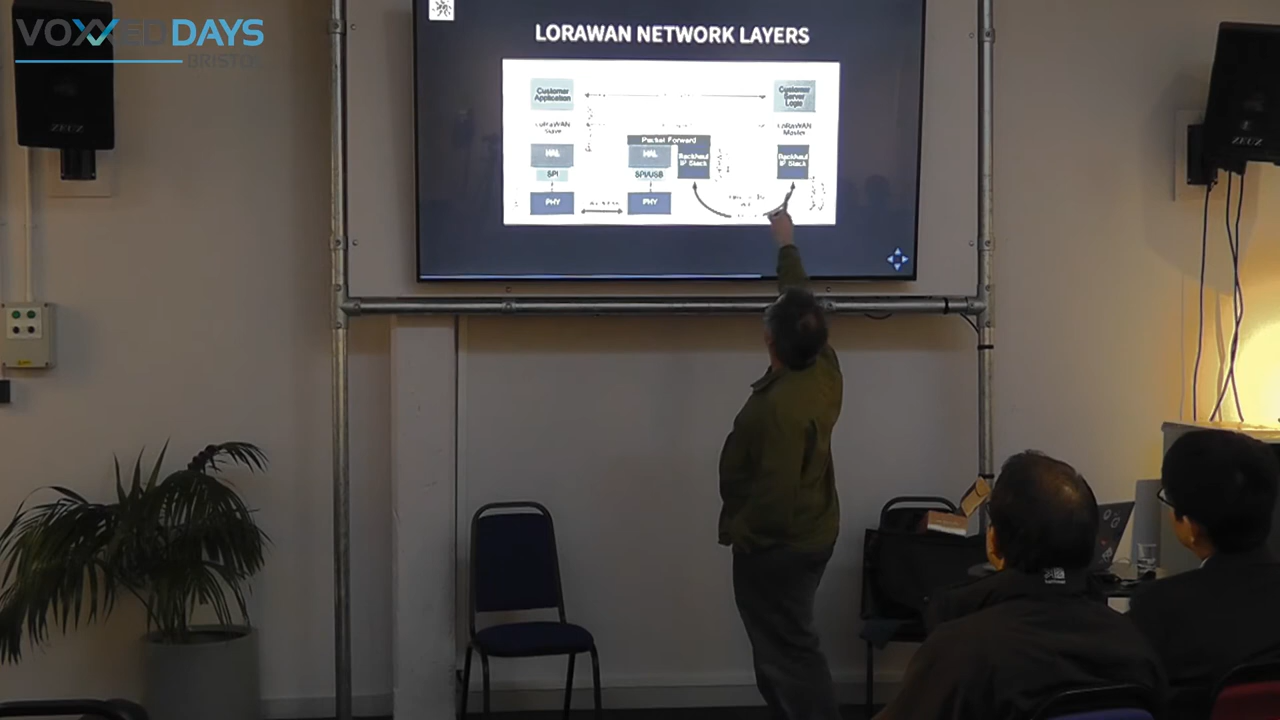 VOXXED DAYS
BRISTO
ZEUZ
ZEUZ
LORAWAN NETWORK LAYERS
Customer
Application
Customer
Server
Logic
LoRaWAN
Slave
LoRaWAN
Master
Packet Forward
HAL
HAL
Backhaul
IP Stack
Backhaul
IP Stack
SPI
SPI/USB
PHY
PHY